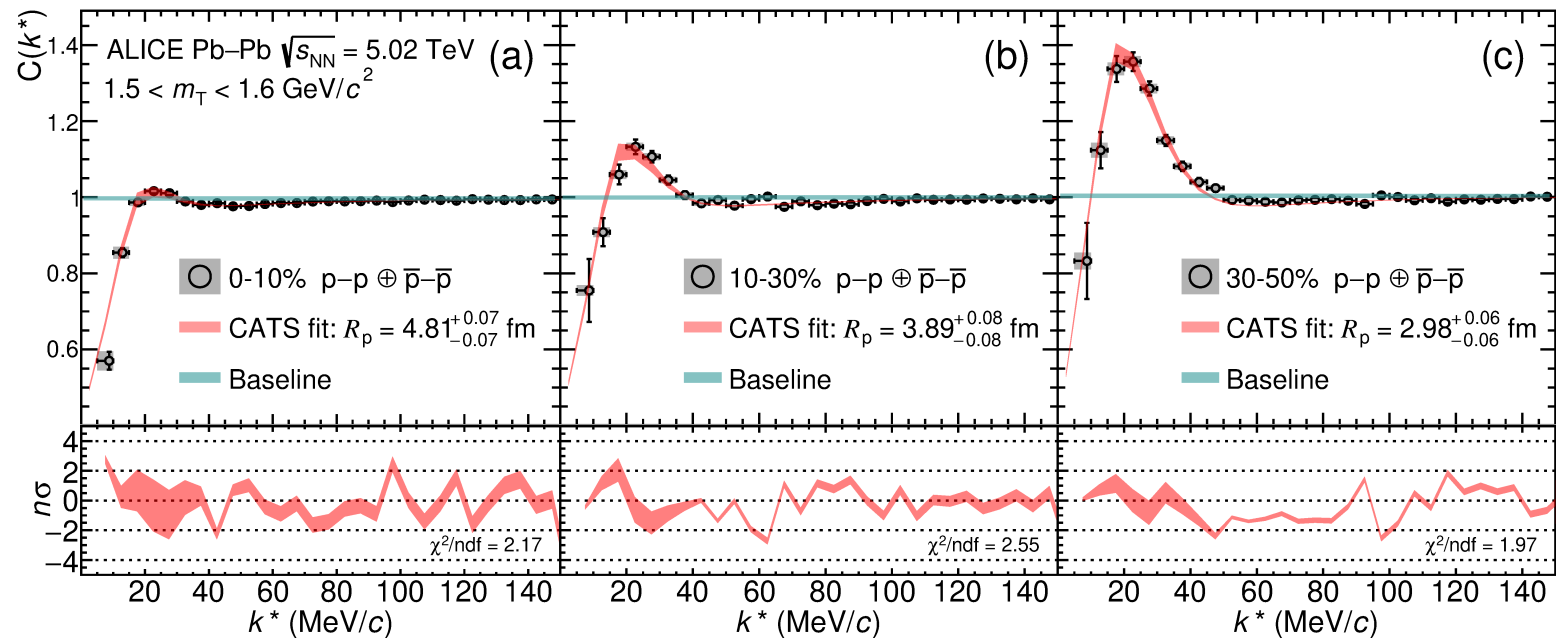 C(k*)
ALICE Pb–Pb √sNN = 5.02 TeV
1.5 < mT < 1.6 GeV/c²
(a)
(b)
(c)
1.4
1.2
1
0.8
0.6
0-10% p–p ⊕ p̅–p̅
CATS fit: Rp = 4.81 +0.07 −0.07 fm
Baseline
10-30% p–p ⊕ p̅–p̅
CATS fit: Rp = 3.89 +0.08 −0.08 fm
Baseline
30-50% p–p ⊕ p̅–p̅
CATS fit: Rp = 2.98 +0.06 −0.06 fm
Baseline
nσ
4
2
0
−2
−4
χ²/ndf = 2.17
χ²/ndf = 2.55
χ²/ndf = 1.97
20 40 60 80 100 120 140
20 40 60 80 100 120 140
20 40 60 80 100 120 140
k* (MeV/c)
k* (MeV/c)
k* (MeV/c)